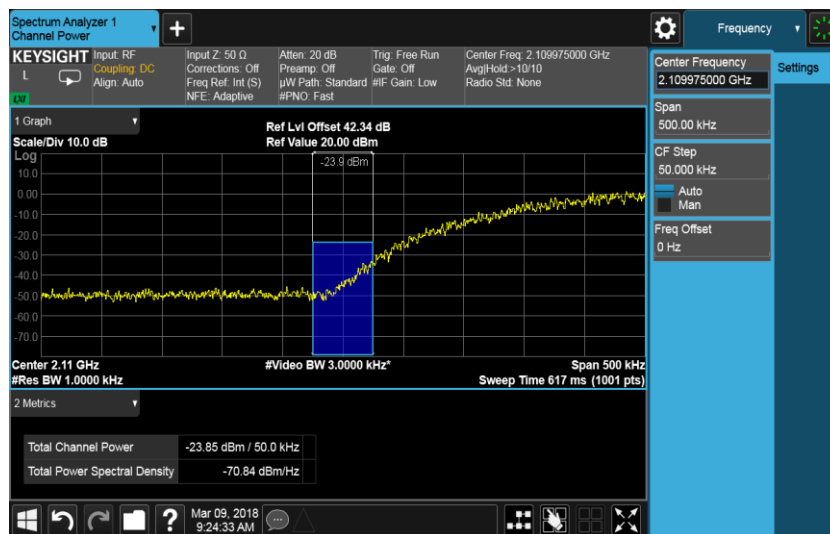 Spectrum Analyzer 1
Channel Power
+
Frequency
KEYSIGHT
L
LXI
Input: RF
Coupling: DC
Align: Auto
Input Z: 50 Ω
Corrections: Off
Freq Ref: Int (S)
NFE: Adaptive
Atten: 20 dB
Preamp: Off
µW Path: Standard
#PNO: Fast
Trig: Free Run
Gate: Off
#IF Gain: Low
Center Freq: 2.109975000 GHz
Avg|Hold:>10/10
Radio Std: None
Center Frequency
2.109975000 GHz
Settings
Span
500.00 kHz
CF Step
50.000 kHz
Auto
Man
Freq Offset
0 Hz
1 Graph
Scale/Div 10.0 dB
Ref Lvl Offset 42.34 dB
Ref Value 20.00 dBm
Log
-23.9 dBm
10.0
0.00
-10.0
-20.0
-30.0
-40.0
-50.0
-60.0
-70.0
Center 2.11 GHz
#Video BW 3.0000 kHz*
Span 500 kHz
#Res BW 1.0000 kHz
Sweep Time 617 ms (1001 pts)
2 Metrics
Total Channel Power -23.85 dBm / 50.0 kHz
Total Power Spectral Density -70.84 dBm/Hz
?
Mar 09, 2018
9:24:33 AM